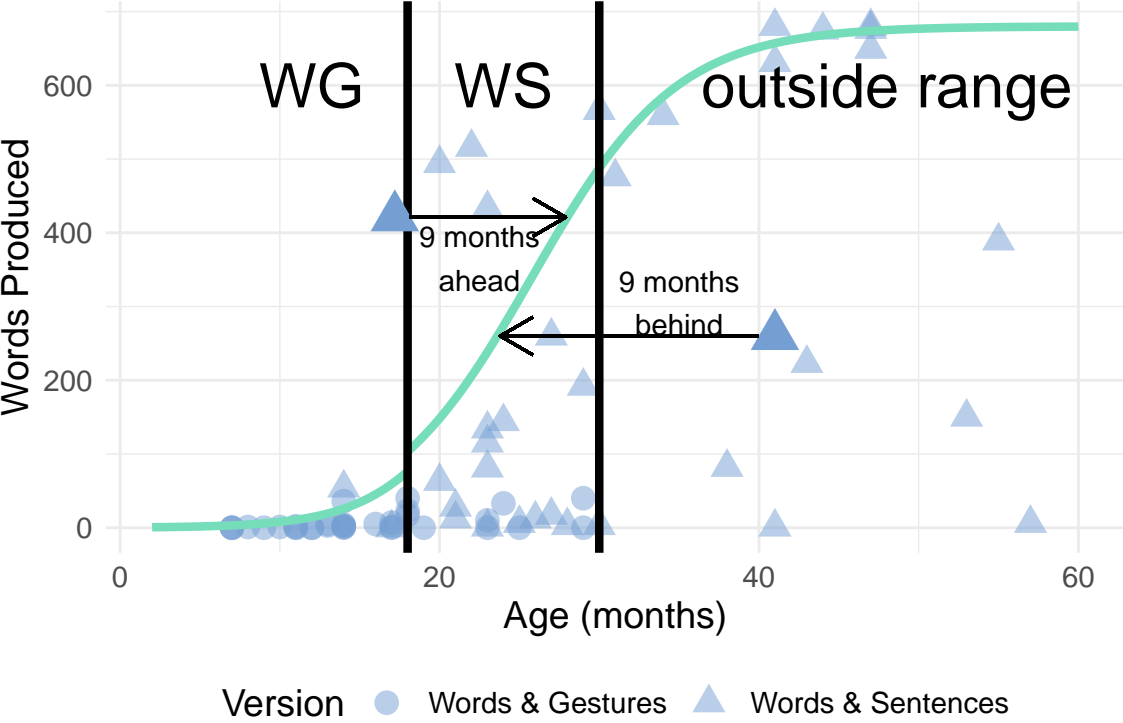 WG
WS
outside range
9 months
ahead
9 months
behind
Words Produced
600
400
200
0
0
20
40
60
Age (months)
Version
Words & Gestures
Words & Sentences